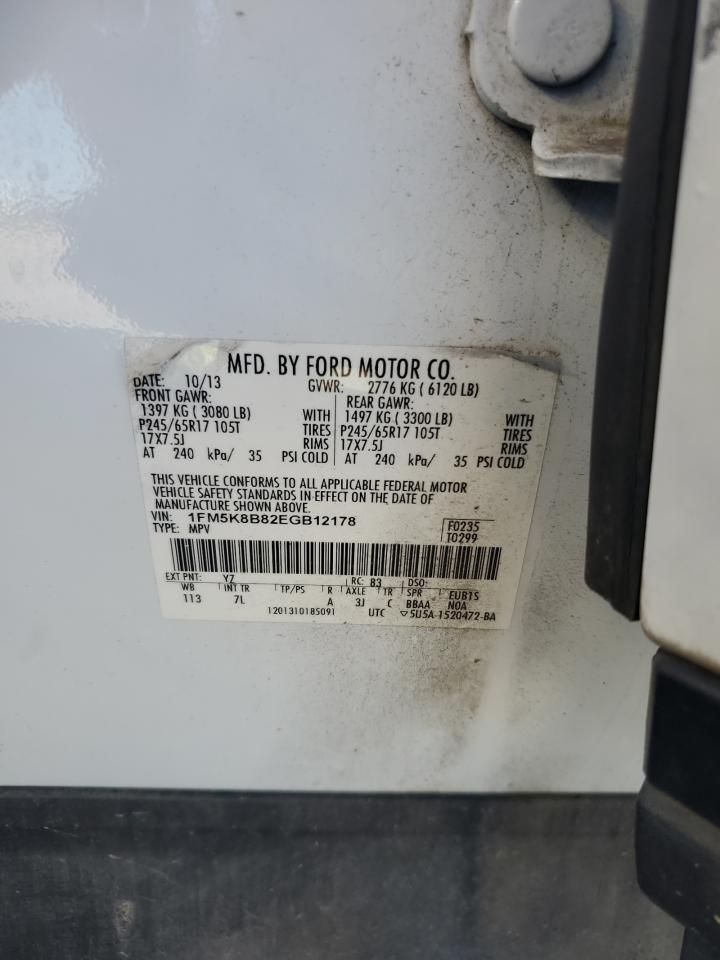 MFD. BY FORD MOTOR CO.
DATE: 10/13 GVWR: 2776 KG ( 6120 LB)
FRONT GAWR: REAR GAWR:
1397 KG ( 3080 LB) WITH 1497 KG ( 3300 LB) WITH
P245/65R17 105T TIRES P245/65R17 105T TIRES
17X7.5J RIMS 17X7.5J RIMS
AT 240 kPa/ 35 PSI COLD AT 240 kPa/ 35 PSI COLD
THIS VEHICLE CONFORMS TO ALL APPLICABLE FEDERAL MOTOR
VEHICLE SAFETY STANDARDS IN EFFECT ON THE DATE OF
MANUFACTURE SHOWN ABOVE.
VIN: 1FM5K8B82EGB12178 F0235
TYPE: MPV T0299
EXT PNT: YZ RC: 83 DSO:
WB INT TR TP/PS R AXLE TR SPR EUB1S
113 7L A 3J C BBAA N0A
1201310185091 UTC ▽5U5A-1520472-BA